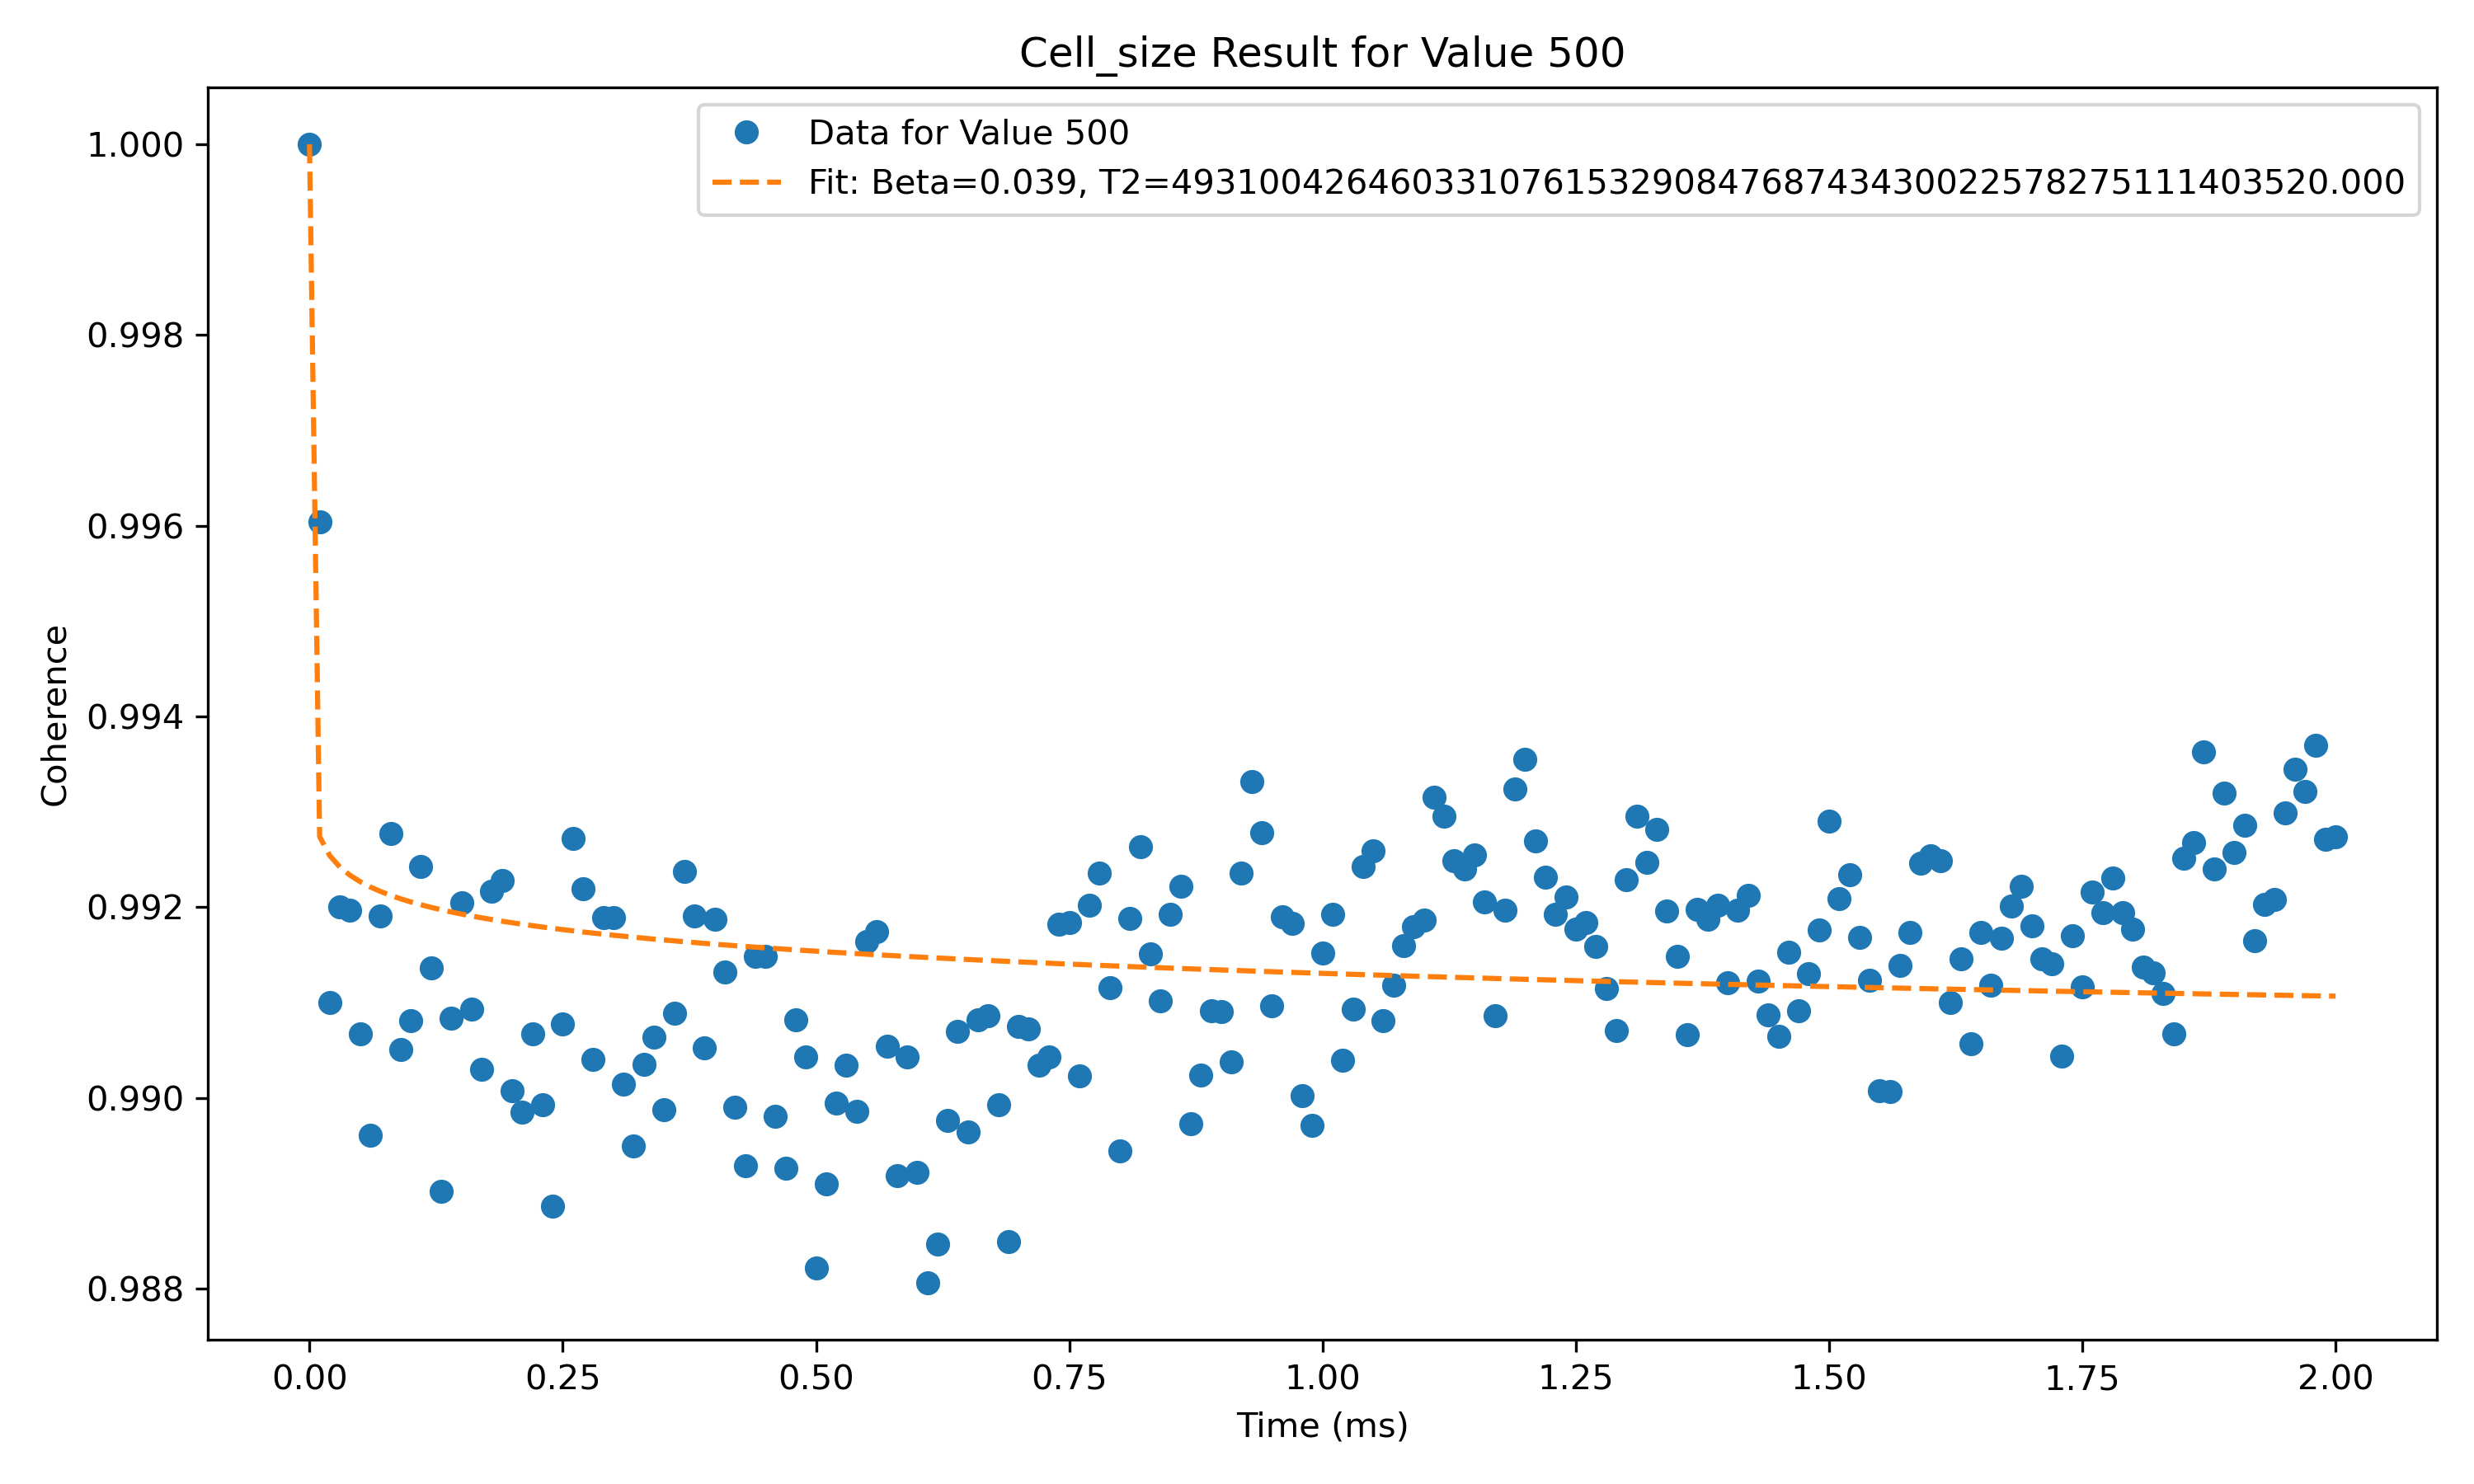 Cell_size Result for Value 500
Data for Value 500
Fit: Beta=0.039, T2=4931004264603310761532908476874343002257827511140352​0.000
1.000
0.998
0.996
0.994
0.992
0.990
0.988
Coherence
0.00 0.25 0.50 0.75 1.00 1.25 1.50 1.75 2.00
Time (ms)